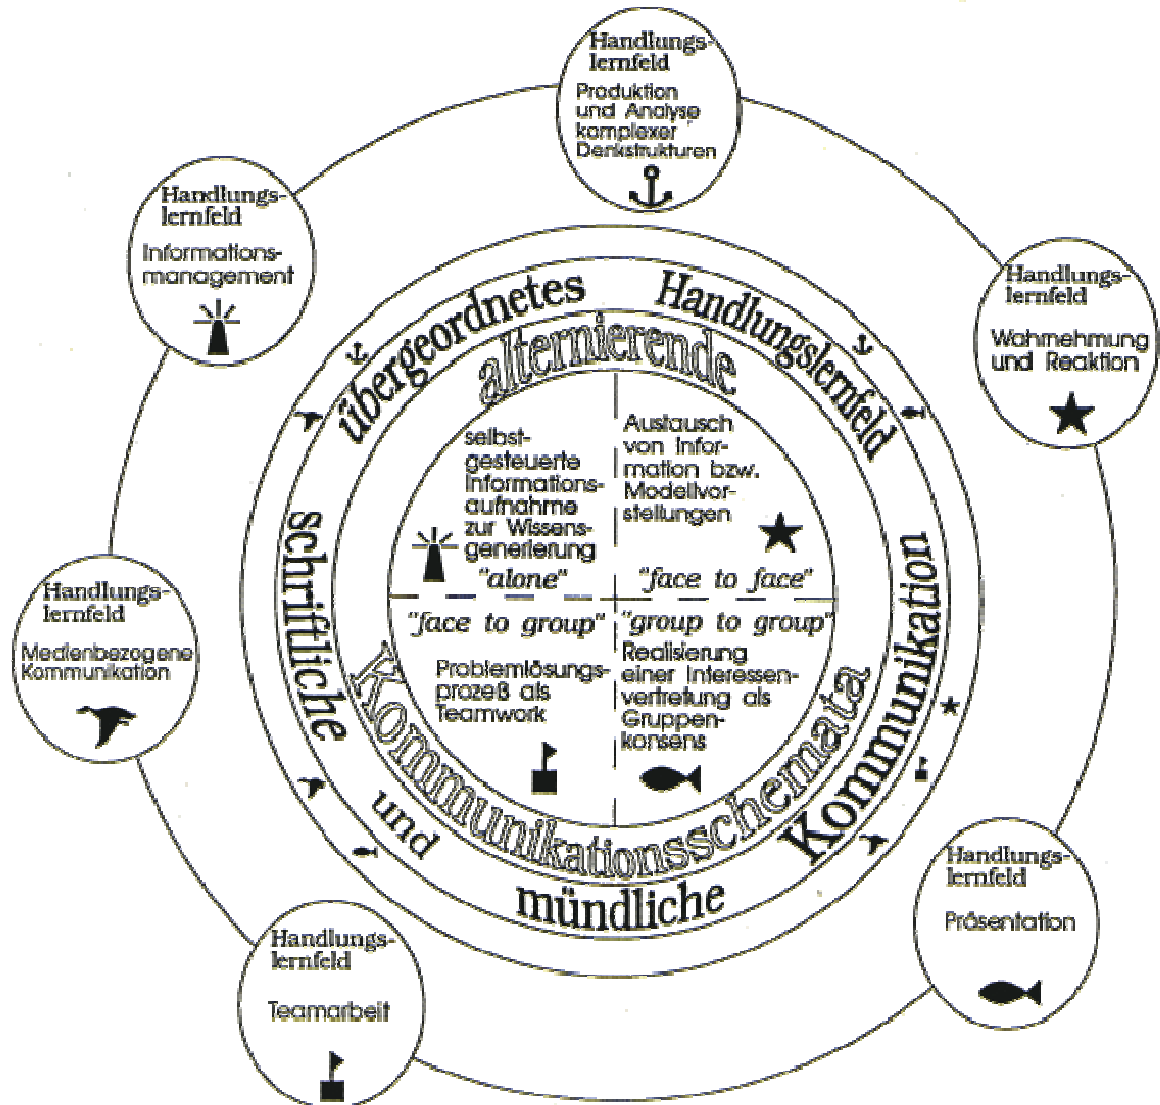 Handlungs-
lernfeld
Produktion
und Analyse
komplexer
Denkstrukturen
Handlungs-
lernfeld
Informations-
management
Handlungs-
lernfeld
Wahrnehmung
und Reaktion
Handlungs-
lernfeld
Medienbezogene
Kommunikation
Handlungs-
lernfeld
Präsentation
Handlungs-
lernfeld
Teamarbeit
übergeordnetes Handlungslernfeld
schriftliche und mündliche Kommunikation
alternierende
Kommunikationsschemata
selbst-
gesteuerte
Informations-
aufnahme
zur Wissens-
generierung
"alone"
Austausch
von Infor-
mation bzw.
Modellvor-
stellungen
"face to face"
"face to group"
Problemlösungs-
prozeß als
Teamwork
"group to group"
Realisierung
einer Interessen-
vertretung als
Gruppen-
konsens